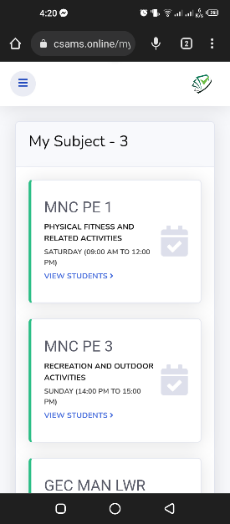 4:20
csams.online/my
2
My Subject - 3
MNC PE 1
PHYSICAL FITNESS AND
RELATED ACTIVITIES
SATURDAY (09:00 AM TO 12:00
PM)
VIEW STUDENTS >
MNC PE 3
RECREATION AND OUTDOOR
ACTIVITIES
SUNDAY (14:00 PM TO 15:00
PM)
VIEW STUDENTS >
GEC MAN LWR